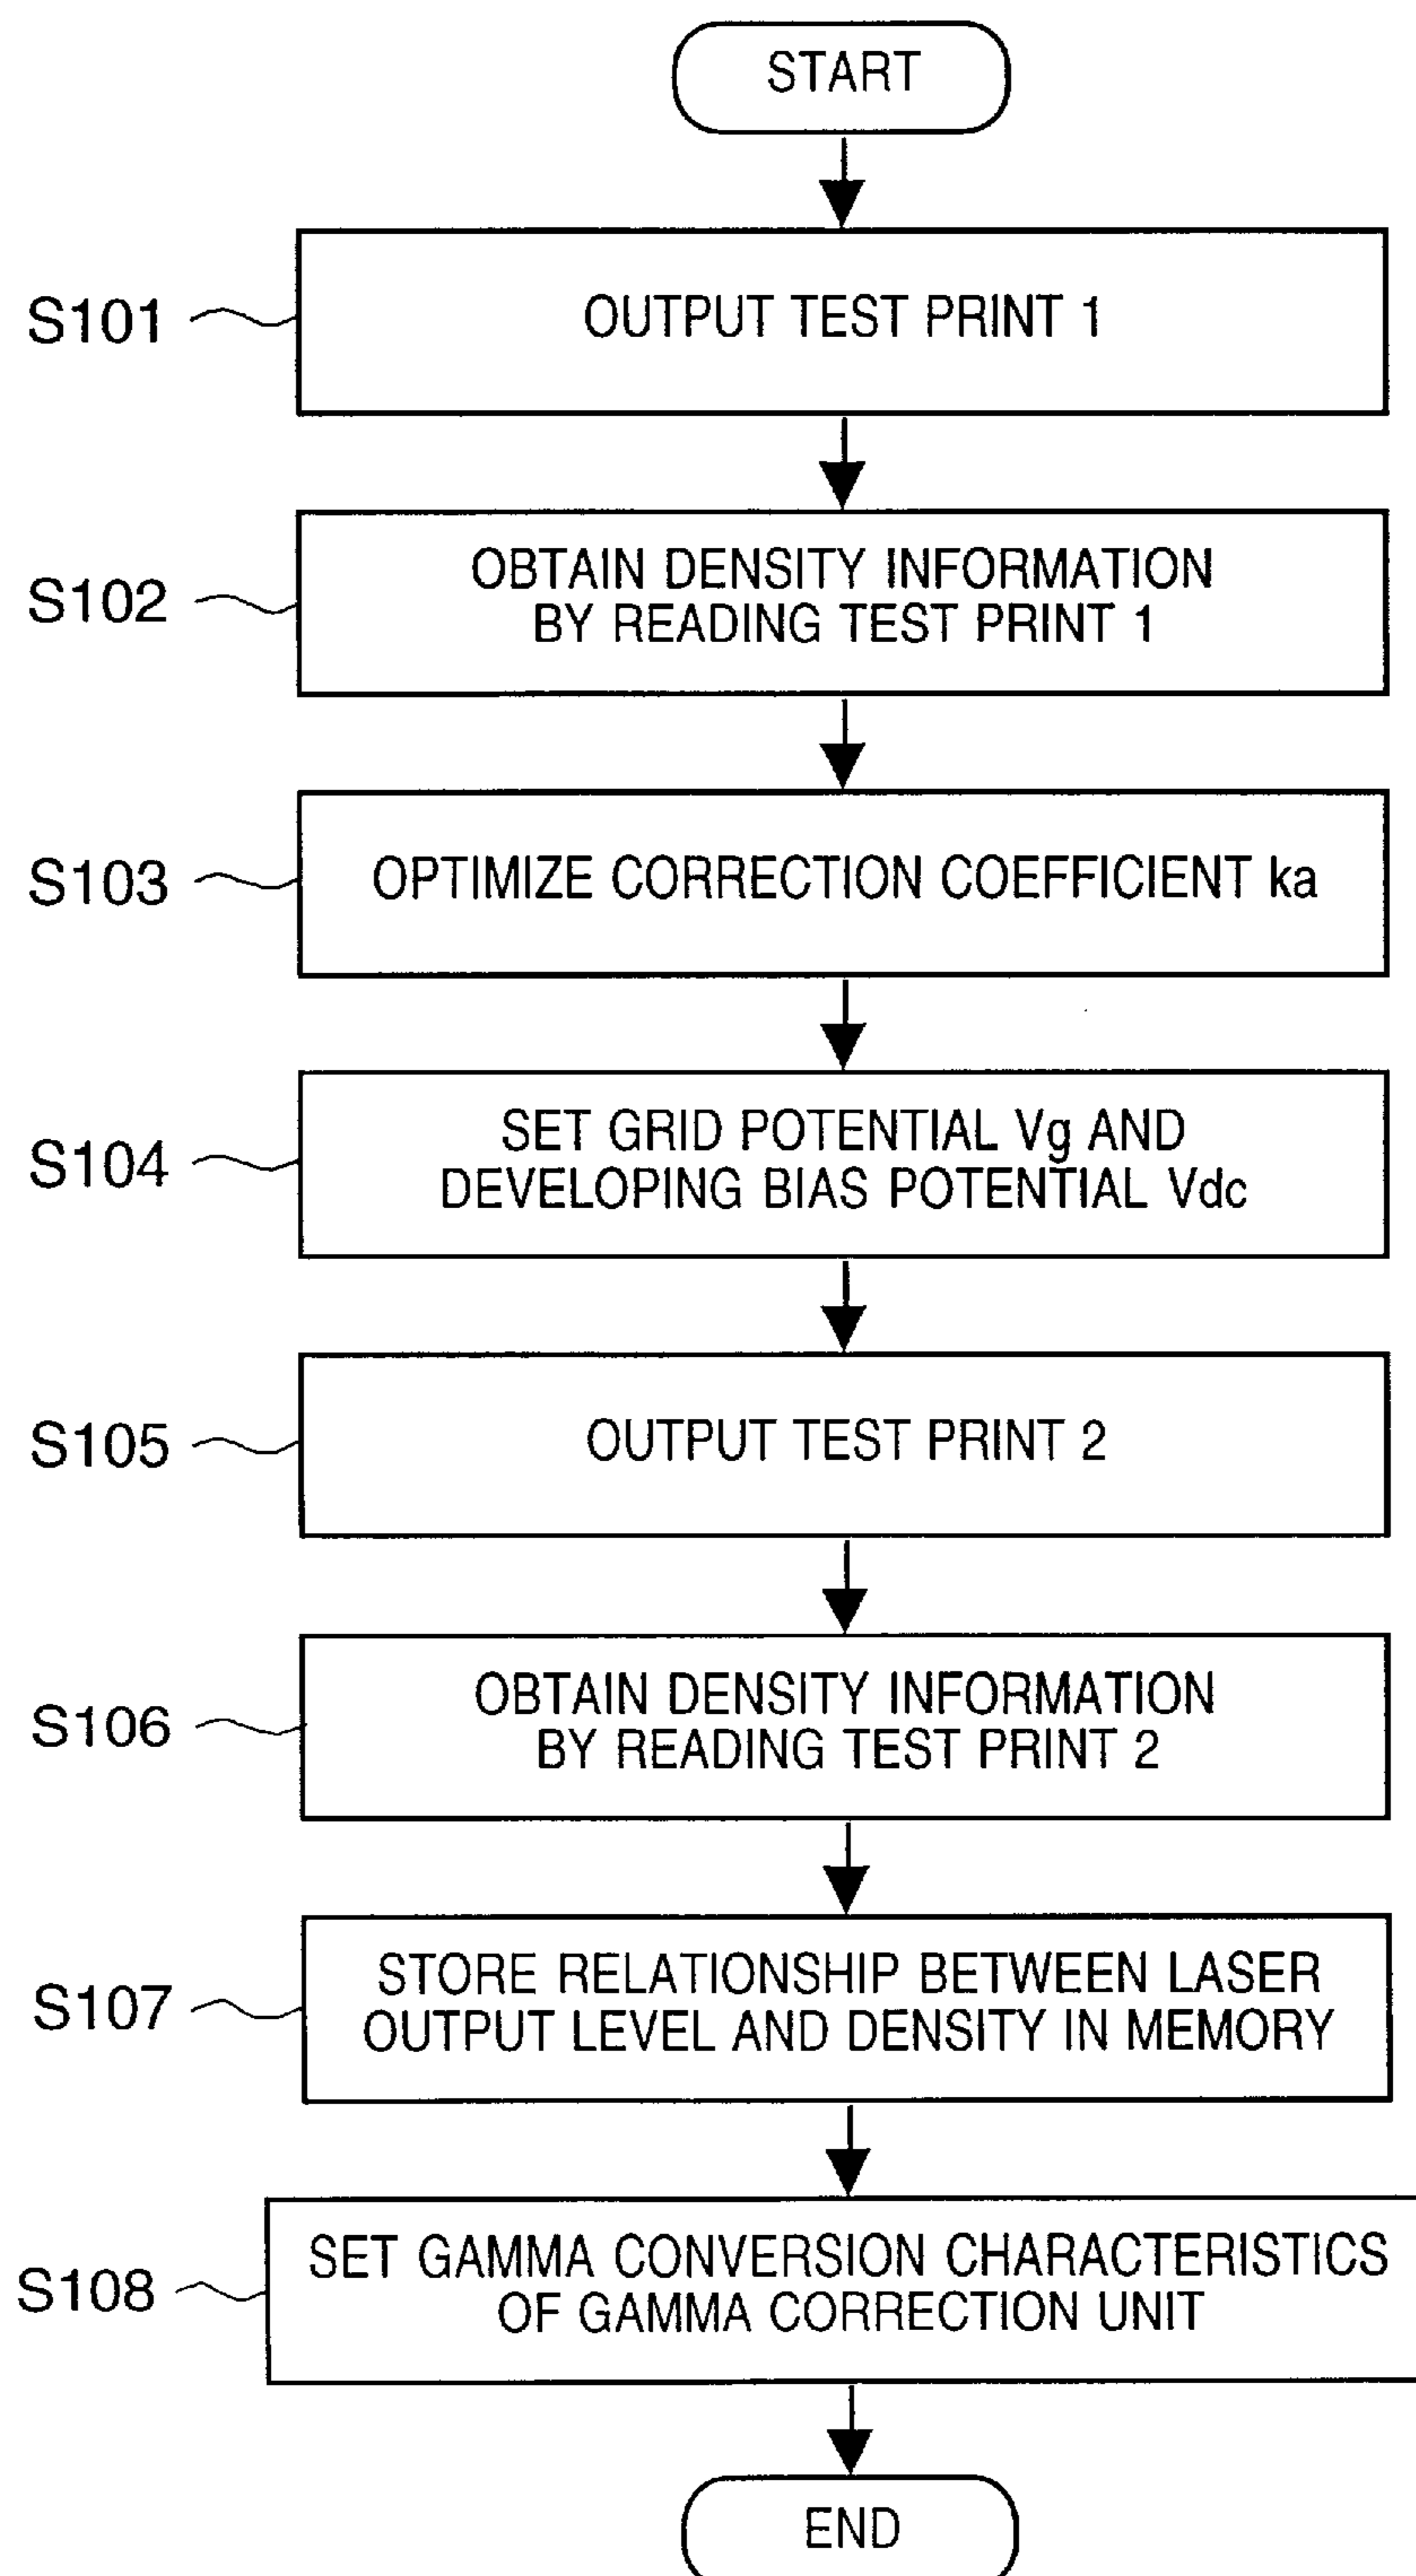 START
S101
OUTPUT TEST PRINT 1
S102
OBTAIN DENSITY INFORMATION
BY READING TEST PRINT 1
S103
OPTIMIZE CORRECTION COEFFICIENT ka
S104
SET GRID POTENTIAL Vg AND
DEVELOPING BIAS POTENTIAL Vdc
S105
OUTPUT TEST PRINT 2
S106
OBTAIN DENSITY INFORMATION
BY READING TEST PRINT 2
S107
STORE RELATIONSHIP BETWEEN LASER
OUTPUT LEVEL AND DENSITY IN MEMORY
S108
SET GAMMA CONVERSION CHARACTERISTICS
OF GAMMA CORRECTION UNIT
END